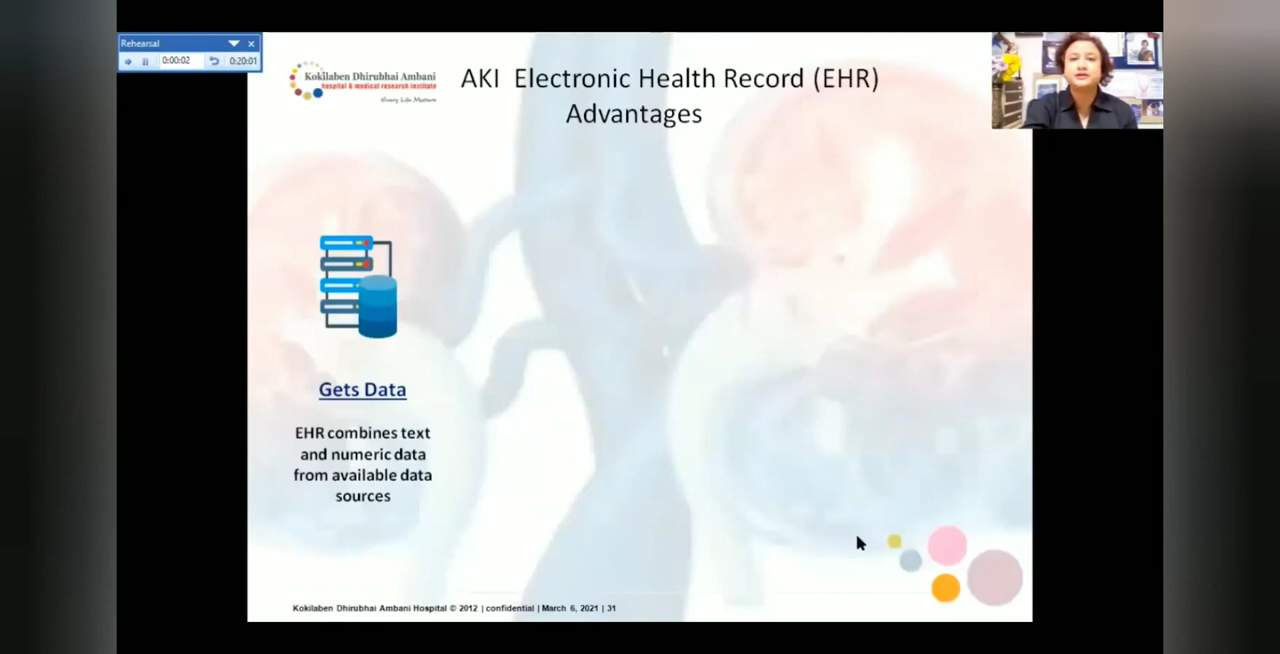 Rehearsal
0:00:02
0:20:01
Kokilaben Dhirubhai Ambani
hospital & medical research institute
Every Life Matters
AKI Electronic Health Record (EHR)
Advantages
Gets Data
EHR combines text
and numeric data
from available data
sources
Kokilaben Dhirubhai Ambani Hospital © 2012 | confidential | March 6, 2021 | 31